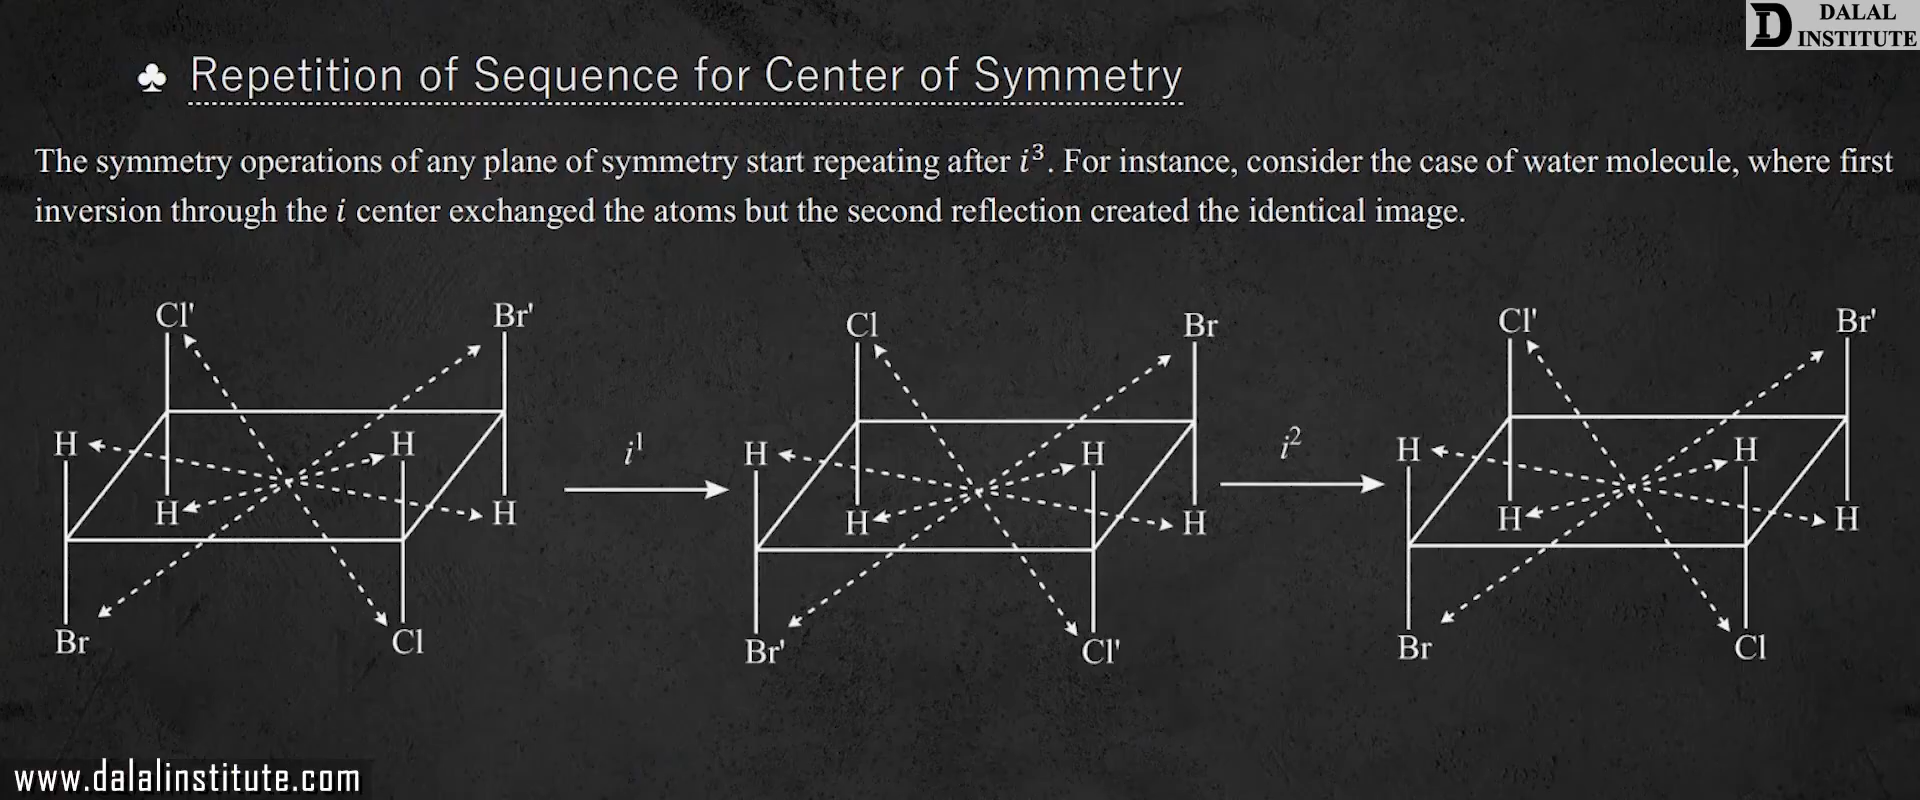 DALAL
INSTITUTE
♣ Repetition of Sequence for Center of Symmetry
The symmetry operations of any plane of symmetry start repeating after i³. For instance, consider the case of water molecule, where first
inversion through the i center exchanged the atoms but the second reflection created the identical image.
Cl' Br' Cl Br Cl' Br'
H H i¹ H H i² H H
H H H H H H
Br Cl Br' Cl' Br Cl
www.dalalinstitute.com